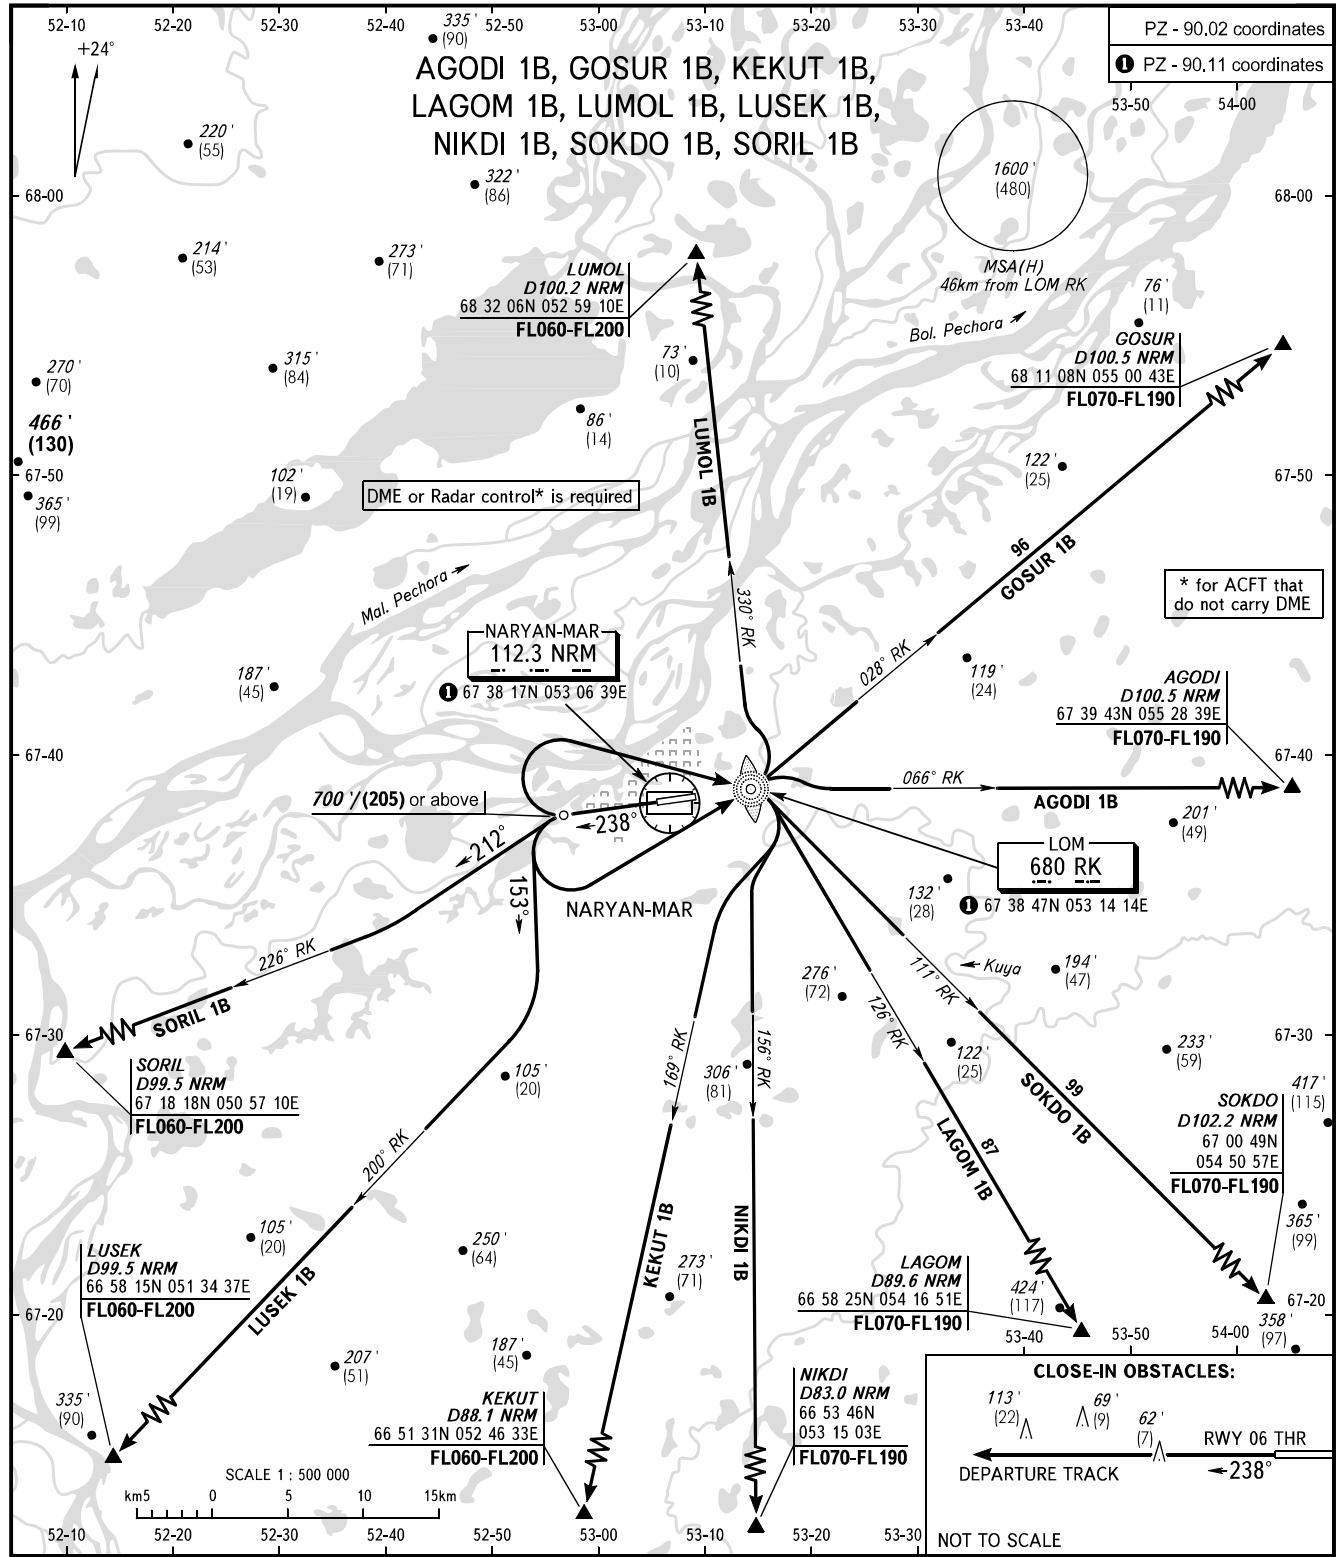 52-10 52-20 52-30 52-40 52-50 53-00 53-10 53-20 53-30 53-40
PZ - 90.02 coordinates
1 PZ - 90.11 coordinates
53-50 54-00
+24°
335'
(90)
AGODI 1B, GOSUR 1B, KEKUT 1B,
LAGOM 1B, LUMOL 1B, LUSEK 1B,
NIKDI 1B, SOKDO 1B, SORIL 1B
220'
(55)
322'
(86)
1600'
(480)
MSA(H)
46km from LOM RK
68-00
68-00
214'
(53)
273'
(71)
LUMOL
D100.2 NRM
68 32 06N 052 59 10E
FL060-FL200
76'
(11)
Bol. Pechora
GOSUR
D100.5 NRM
68 11 08N 055 00 43E
FL070-FL190
270'
(70)
315'
(84)
73'
(10)
86'
(14)
466'
(130)
67-50
365'
(99)
102'
(19)
DME or Radar control* is required
LUMOL 1B
122'
(25)
67-50
96
GOSUR 1B
* for ACFT that
do not carry DME
Mal. Pechora
330° RK
028° RK
NARYAN-MAR
112.3 NRM
1 67 38 17N 053 06 39E
187'
(45)
119'
(24)
AGODI
D100.5 NRM
67 39 43N 055 28 39E
FL070-FL190
67-40
67-40
700'/(205) or above
238°
066° RK
AGODI 1B
201'
(49)
212°
153°
NARYAN-MAR
LOM
680 RK
1 67 38 47N 053 14 14E
132'
(28)
Kuya
194'
(47)
226° RK
SORIL 1B
276'
(72)
126° RK
111° RK
67-30
67-30
SORIL
D99.5 NRM
67 18 18N 050 57 10E
FL060-FL200
105'
(20)
169° RK
306'
(81)
156° RK
122'
(25)
233'
(59)
417'
(115)
99
SOKDO 1B
SOKDO
D102.2 NRM
67 00 49N
054 50 57E
FL070-FL190
200° RK
87
LAGOM 1B
KEKUT 1B
NIKDI 1B
365'
(99)
105'
(20)
250'
(64)
273'
(71)
LUSEK
D99.5 NRM
66 58 15N 051 34 37E
FL060-FL200
LUSEK 1B
LAGOM
D89.6 NRM
66 58 25N 054 16 51E
FL070-FL190
424'
(117)
67-20
67-20
53-40 53-50 54-00
358'
(97)
207'
(51)
187'
(45)
335'
(90)
KEKUT
D88.1 NRM
66 51 31N 052 46 33E
FL060-FL200
NIKDI
D83.0 NRM
66 53 46N
053 15 03E
FL070-FL190
CLOSE-IN OBSTACLES:
113'
(22)
69'
(9)
62'
(7)
RWY 06 THR
238°
DEPARTURE TRACK
NOT TO SCALE
SCALE 1 : 500 000
km5 0 5 10 15km
52-10 52-20 52-30 52-40 52-50 53-00 53-10 53-20 53-30